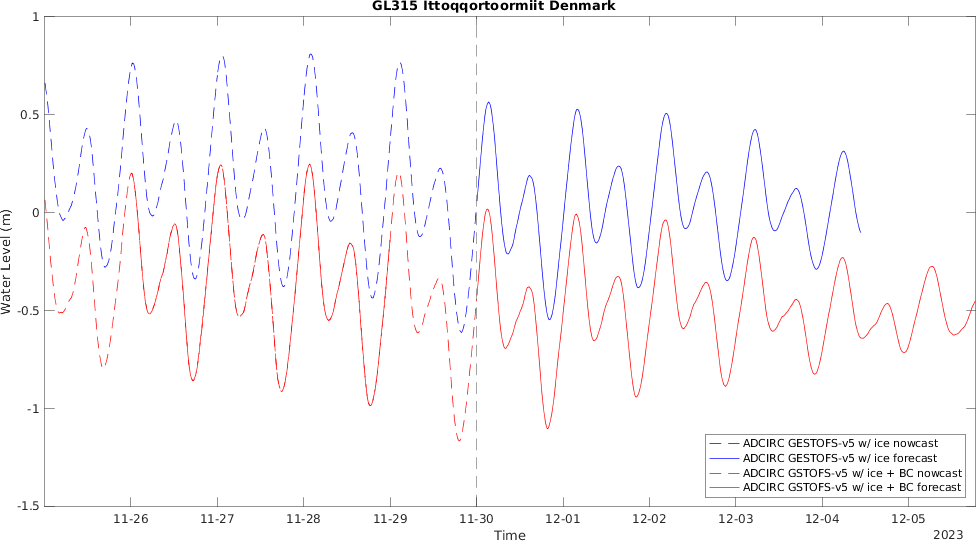 GL315 Ittoqqortoormiit Denmark
1
0.5
0
-0.5
-1
-1.5
Water Level (m)
11-26 11-27 11-28 11-29 11-30 12-01 12-02 12-03 12-04 12-05
Time
2023
ADCIRC GESTOFS-v5 w/ ice nowcast
ADCIRC GESTOFS-v5 w/ ice forecast
ADCIRC GSTOFS-v5 w/ ice + BC nowcast
ADCIRC GSTOFS-v5 w/ ice + BC forecast